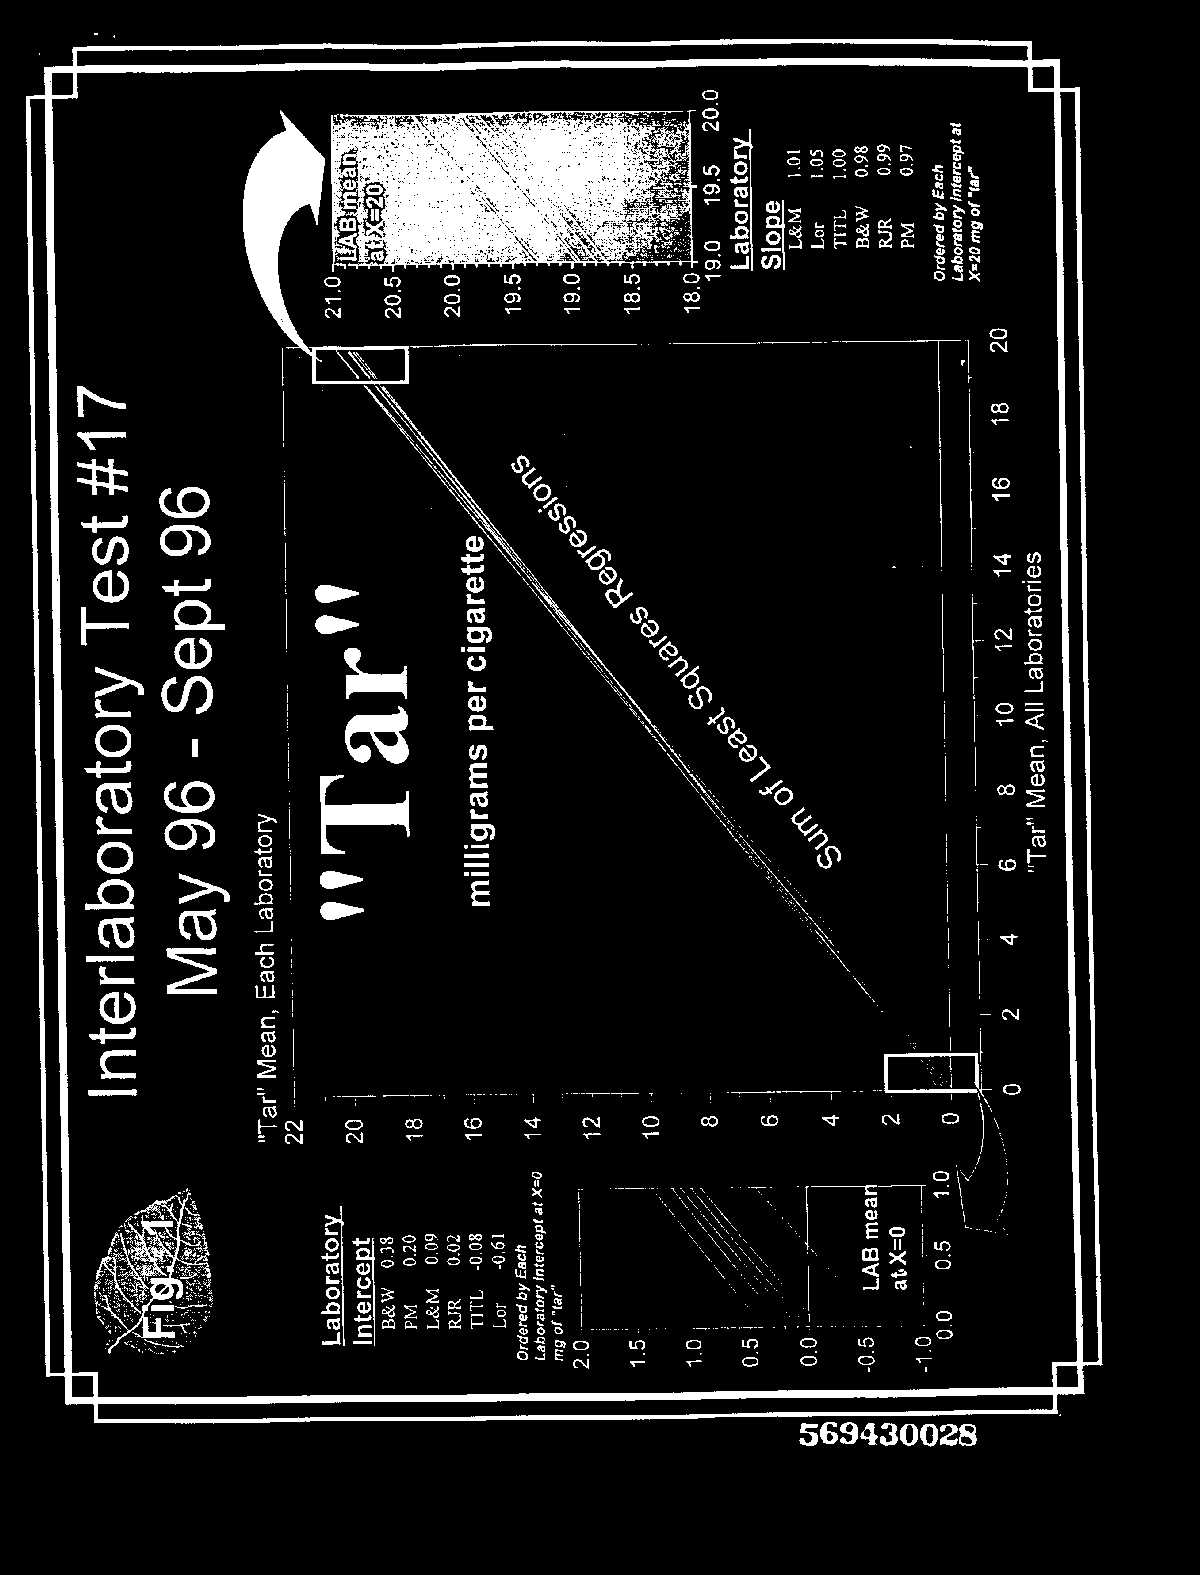 Fig. 1
Interlaboratory Test #17
May 96 - Sept 96
"Tar" Mean, Each Laboratory
22
20
18
16
14
12
10
8
6
4
2
0
"Tar"
milligrams per cigarette
Sum of Least Squares Regressions
0 2 4 6 8 10 12 14 16 18 20
"Tar" Mean, All Laboratories
Laboratory
Intercept
B&W 0.38
PM 0.20
L&M 0.09
RJR 0.02
TITL -0.08
Lor -0.61
Ordered by Each
Laboratory Intercept at X=0
mg of "tar"
2.0
1.5
1.0
0.5
0.0
-0.5
-1.0
LAB mean
at X=0
0.0 0.5 1.0
LAB mean
at X=20
21.0
20.5
20.0
19.5
19.0
18.5
18.0
19.0 19.5 20.0
Laboratory
Slope
L&M 1.01
Lor 1.05
TITL 1.00
B&W 0.98
RJR 0.99
PM 0.97
Ordered by Each
Laboratory Intercept at
X=20 mg of "tar"
569430028